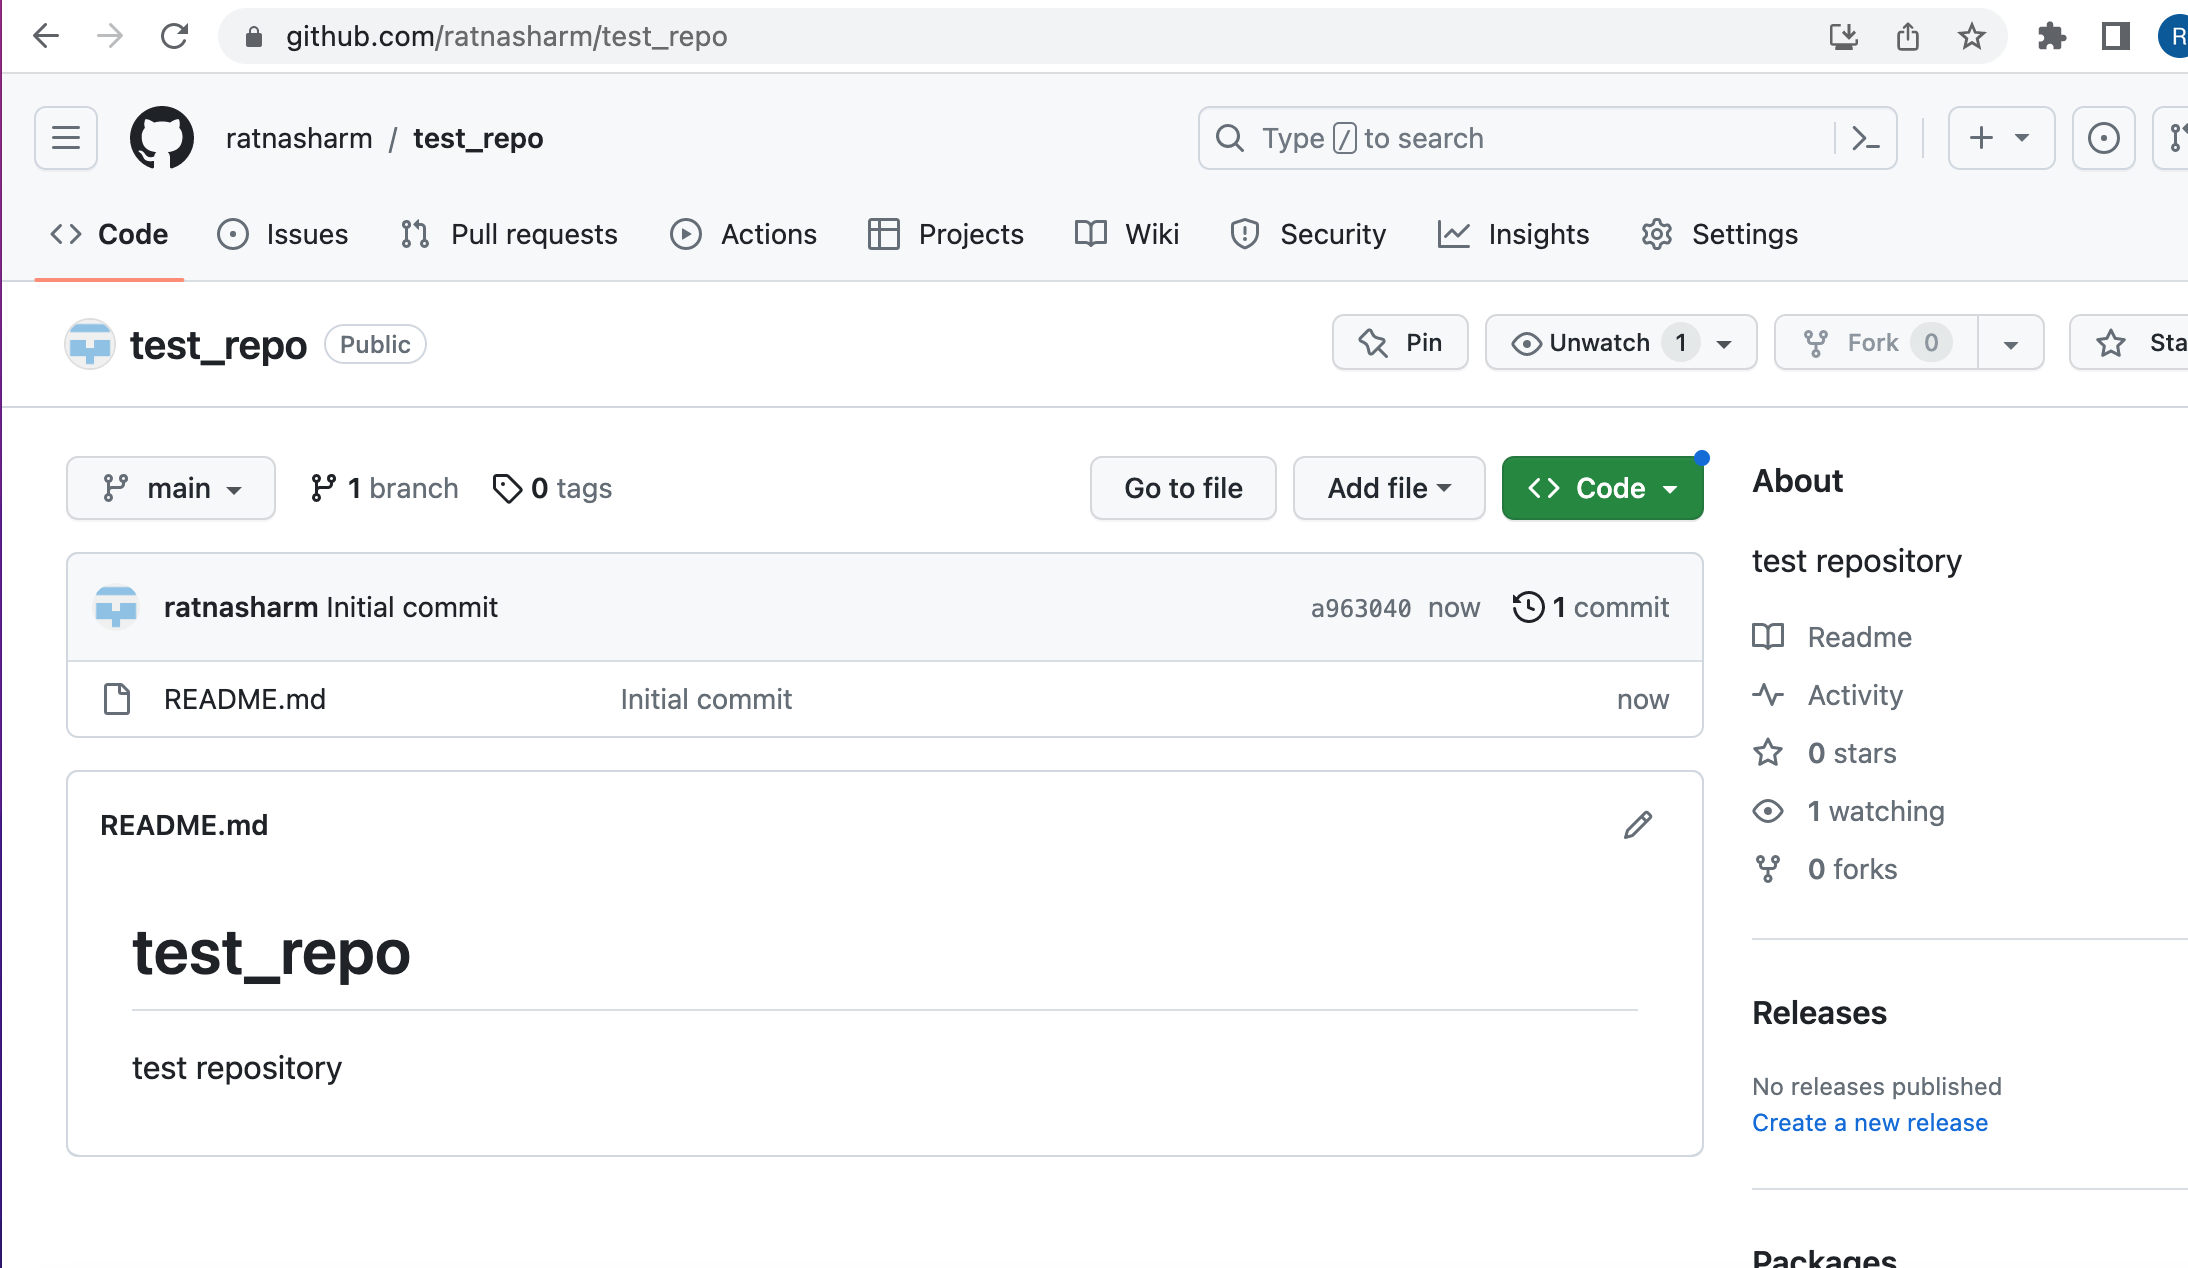 github.com/ratnasharm/test_repo
R
ratnasharm / test_repo
Type / to search
Code Issues Pull requests Actions Projects Wiki Security Insights Settings
test_repo Public
Pin Unwatch 1 Fork 0 Sta
main 1 branch 0 tags Go to file Add file Code
ratnasharm Initial commit a963040 now 1 commit
README.md Initial commit now
README.md
test_repo
test repository
About
test repository
Readme
Activity
0 stars
1 watching
0 forks
Releases
No releases published
Create a new release
Packages